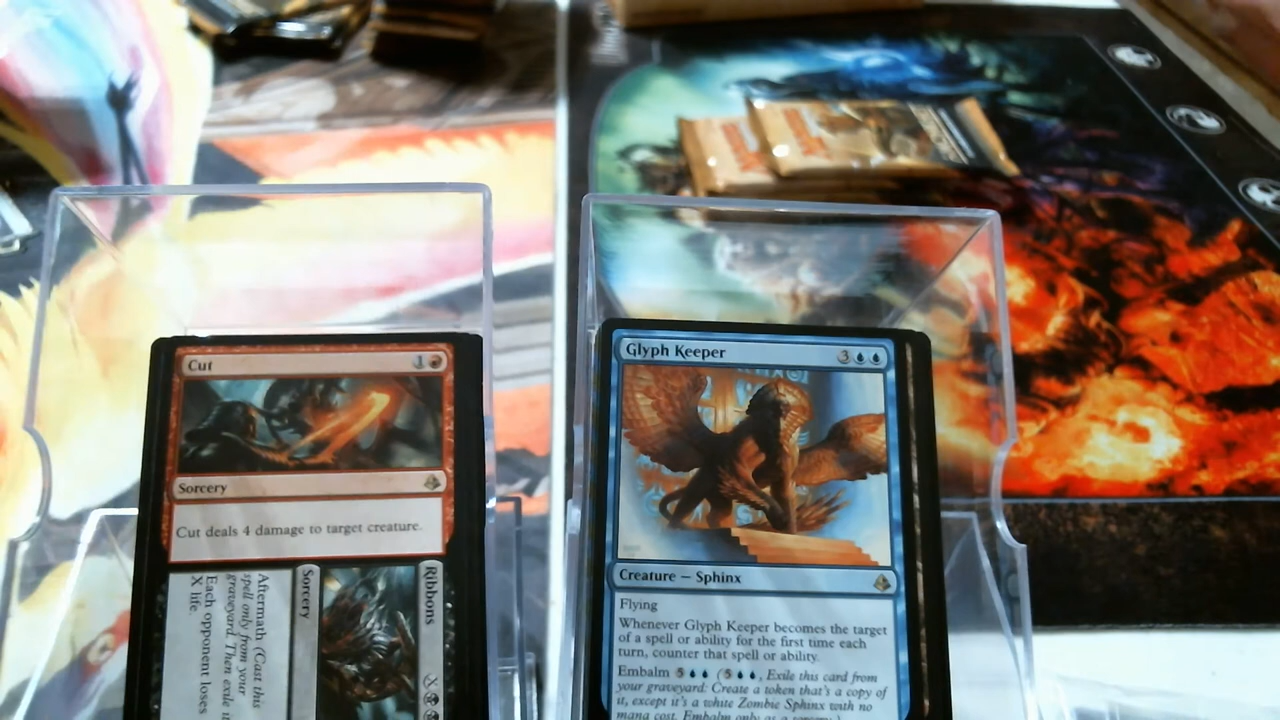 Cut 1
Sorcery
Cut deals 4 damage to target creature.
Ribbons X
Sorcery
Aftermath (Cast this
spell only from your
graveyard. Then exile
Each opponent loses
X life.
Glyph Keeper 3
Creature — Sphinx
Flying
Whenever Glyph Keeper becomes the target
of a spell or ability for the first time each
turn, counter that spell or ability.
Embalm 5 (5, Exile this card from
your graveyard: Create a token that's a copy of
it, except it's a white Zombie Sphinx with no
mana cost. Embalm only as a sorcery.)